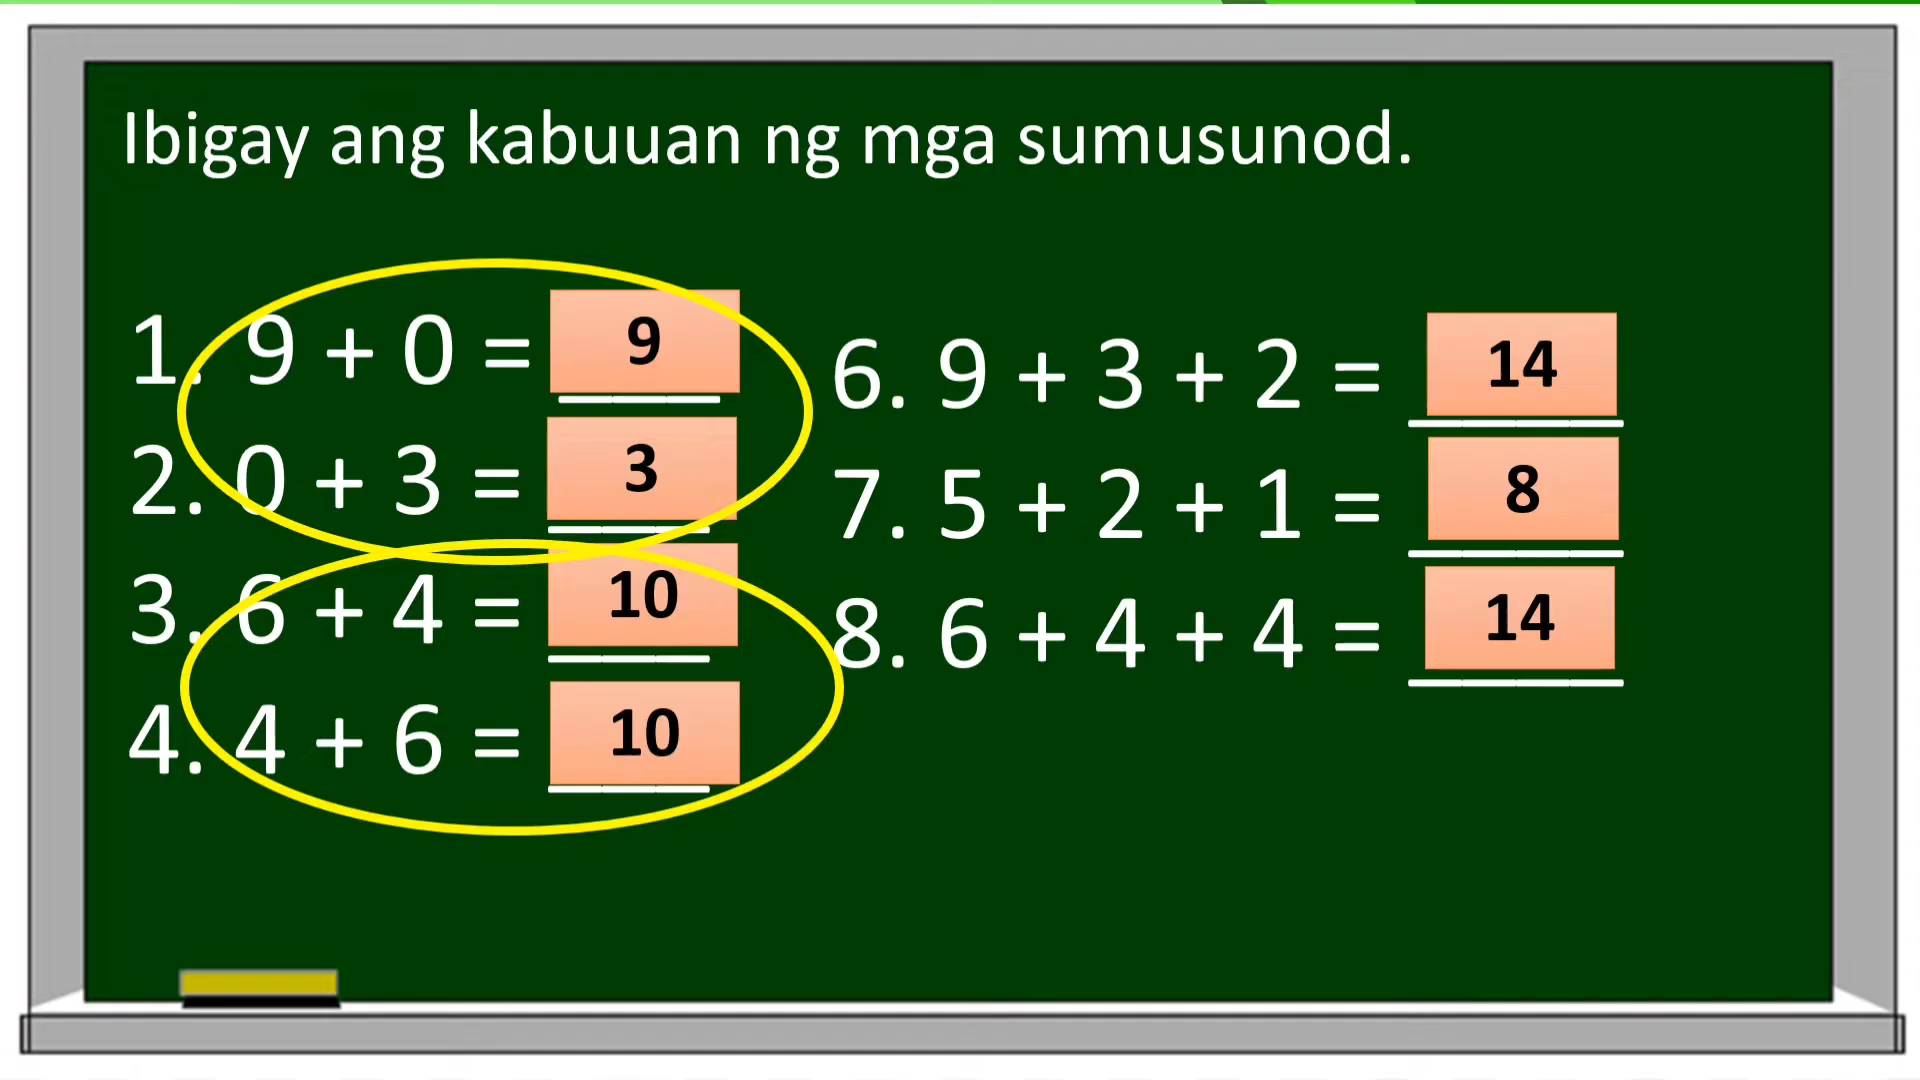 Ibigay ang kabuuan ng mga sumusunod.
1. 9 + 0 = 9
2. 0 + 3 = 3
3. 6 + 4 = 10
4. 4 + 6 = 10
6. 9 + 3 + 2 = 14
7. 5 + 2 + 1 = 8
8. 6 + 4 + 4 = 14